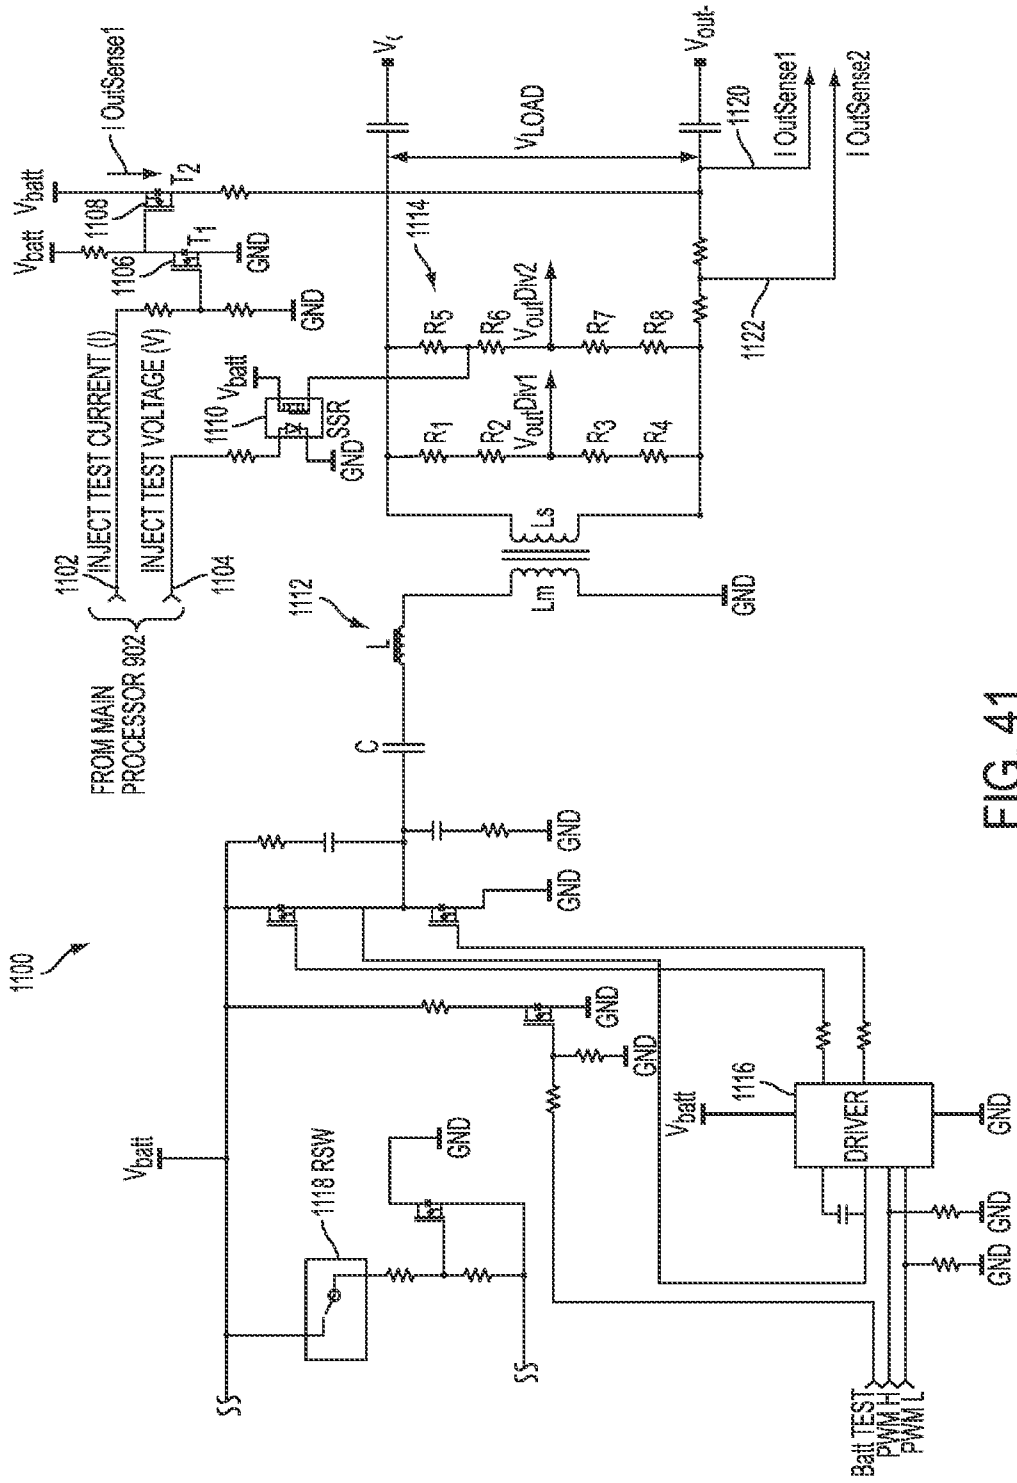 1100
Vbatt
1118 RSW
SS
SS
GND
GND
GND
GND
GND
Batt TEST
PWM H
PWM L
GND
GND
Vbatt
1116
DRIVER
GND
C
L
1112
Lm
Ls
GND
FROM MAIN
PROCESSOR 902
1102
INJECT TEST CURRENT (I)
INJECT TEST VOLTAGE (V)
1104
1110
Vbatt
SSR
GND
GND
1106
T1
GND
Vbatt
1108
Vbatt
T2
I OutSense1
R1
R2
VoutDiv1
R3
R4
R5
R6
VoutDiv2
R7
R8
1114
VLOAD
Vout-
1120
1122
I OutSense1
I OutSense2
FIG. 41